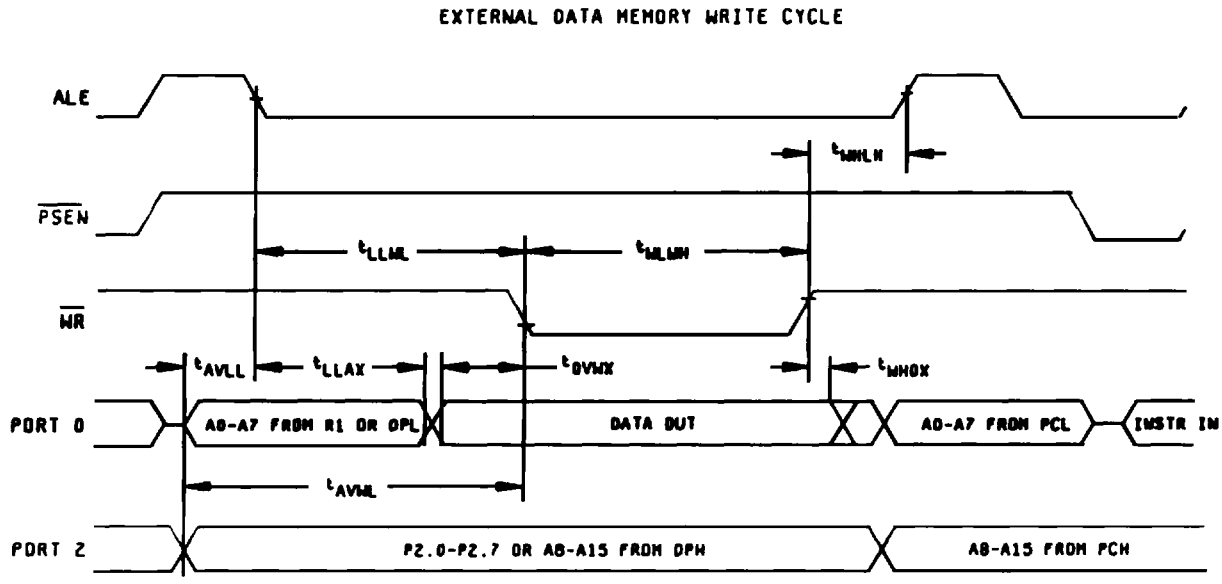 EXTERNAL DATA MEMORY WRITE CYCLE
ALE
tWHLH
PSEN
tLLWL
tWLWH
WR
tAVLL
tLLAX
tQVWX
tWHQX
PORT 0
A0-A7 FROM R1 OR DPL
DATA OUT
A0-A7 FROM PCL
INSTR IN
tAVWL
PORT 2
P2.0-P2.7 OR A8-A15 FROM DPH
A8-A15 FROM PCH